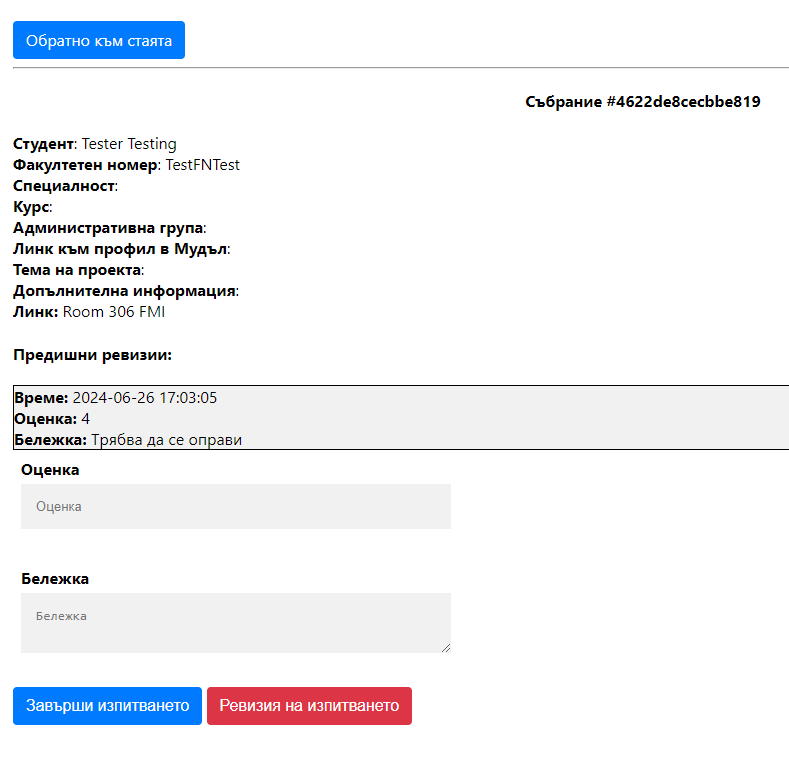 Обратно към стаята
Събрание #4622de8cecbbe819
Студент: Tester Testing
Факултетен номер: TestFNTest
Специалност:
Курс:
Административна група:
Линк към профил в Мудъл:
Тема на проекта:
Допълнителна информация:
Линк: Room 306 FMI
Предишни ревизии:
Време: 2024-06-26 17:03:05
Оценка: 4
Бележка: Трябва да се оправи
Оценка
Оценка
Бележка
Бележка
Завърши изпитването Ревизия на изпитването